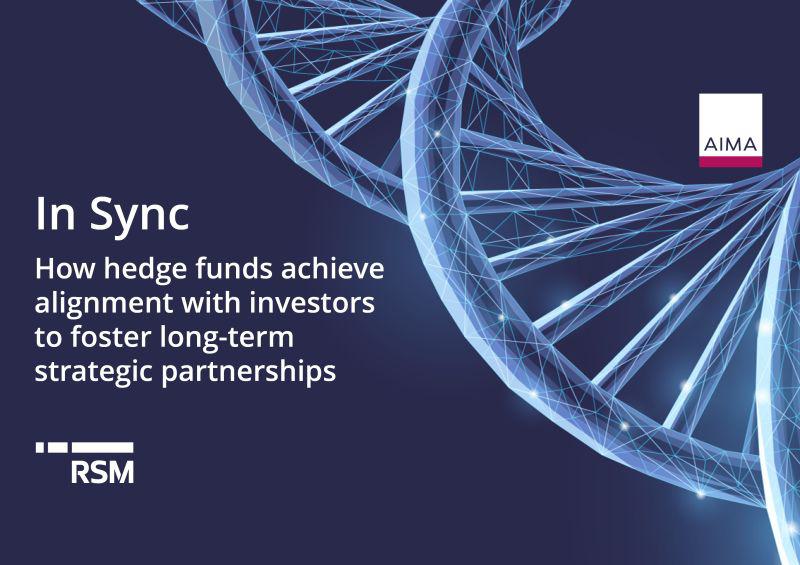 AIMA
In Sync
How hedge funds achieve
alignment with investors
to foster long-term
strategic partnerships
RSM